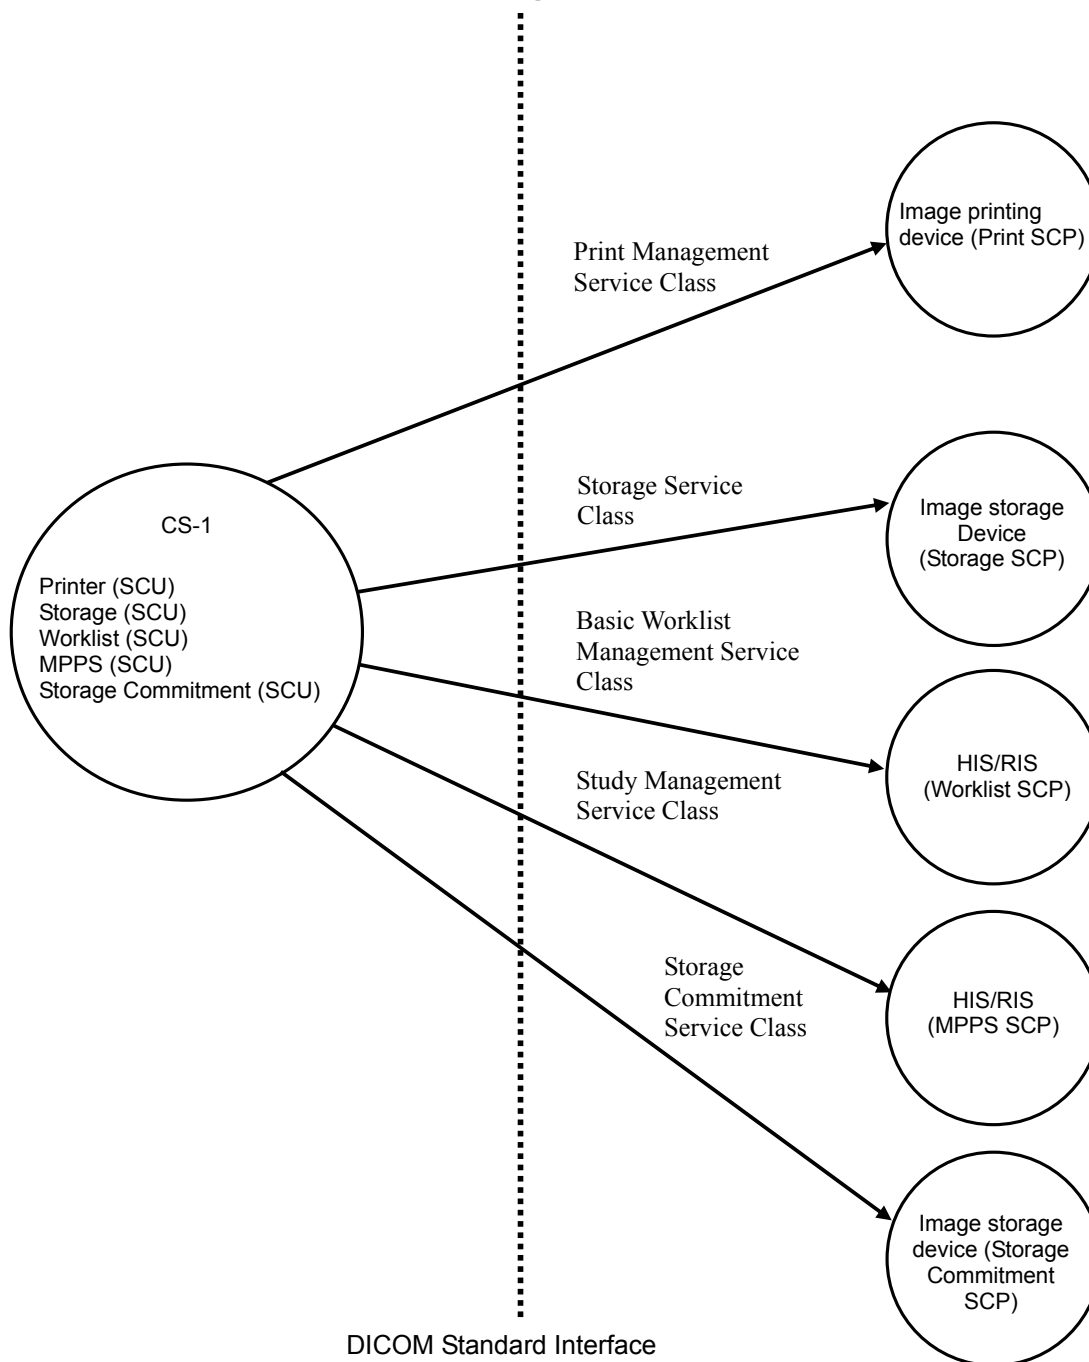 Image printing
device (Print SCP)
Print Management
Service Class
Storage Service
Class
Image storage
Device
(Storage SCP)
CS-1
Printer (SCU)
Storage (SCU)
Worklist (SCU)
MPPS (SCU)
Storage Commitment (SCU)
Basic Worklist
Management Service
Class
HIS/RIS
(Worklist SCP)
Study Management
Service Class
Storage
Commitment
Service Class
HIS/RIS
(MPPS SCP)
Image storage
device (Storage
Commitment
SCP)
DICOM Standard Interface